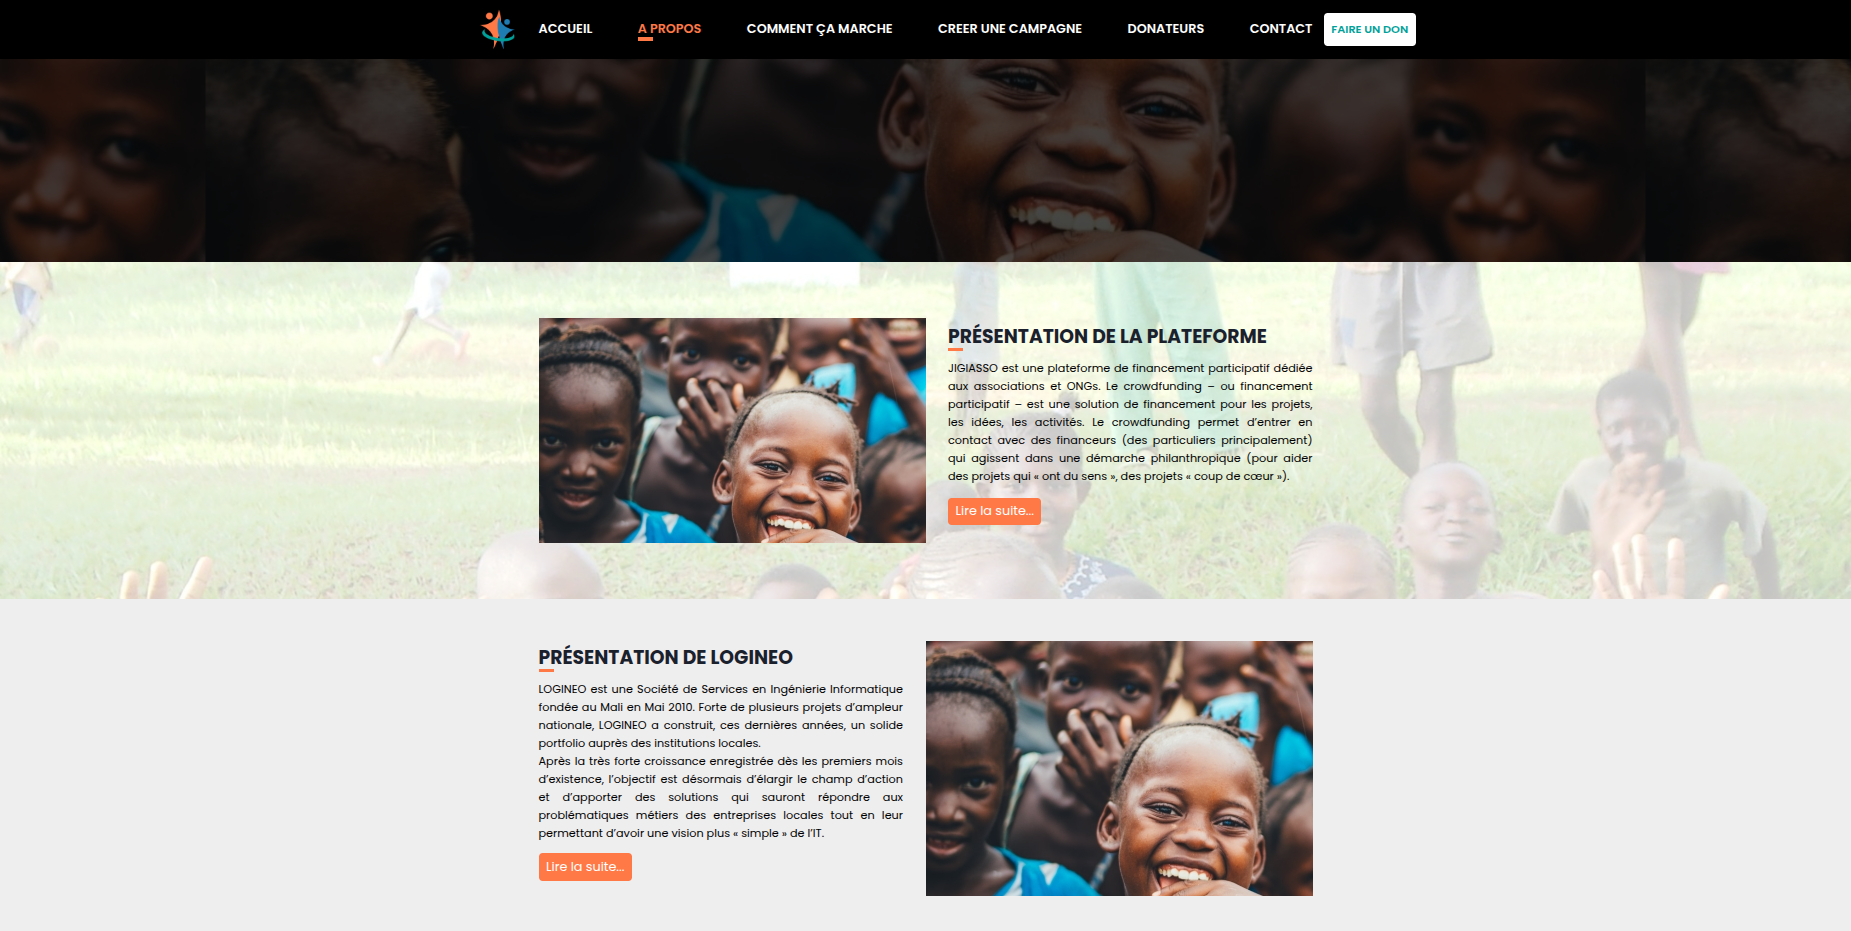 ACCUEIL A PROPOS COMMENT ÇA MARCHE CREER UNE CAMPAGNE DONATEURS CONTACT FAIRE UN DON
PRÉSENTATION DE LA PLATEFORME
JIGIASSO est une plateforme de financement participatif dédiée
aux associations et ONGs. Le crowdfunding – ou financement
participatif – est une solution de financement pour les projets,
les idées, les activités. Le crowdfunding permet d’entrer en
contact avec des financeurs (des particuliers principalement)
qui agissent dans une démarche philanthropique (pour aider
des projets qui « ont du sens », des projets « coup de cœur »).
Lire la suite...
PRÉSENTATION DE LOGINEO
LOGINEO est une Société de Services en Ingénierie Informatique
fondée au Mali en Mai 2010. Forte de plusieurs projets d’ampleur
nationale, LOGINEO a construit, ces dernières années, un solide
portfolio auprès des institutions locales.
Après la très forte croissance enregistrée dès les premiers mois
d’existence, l’objectif est désormais d’élargir le champ d’action
et d’apporter des solutions qui sauront répondre aux
problématiques métiers des entreprises locales tout en leur
permettant d’avoir une vision plus « simple » de l’IT.
Lire la suite...